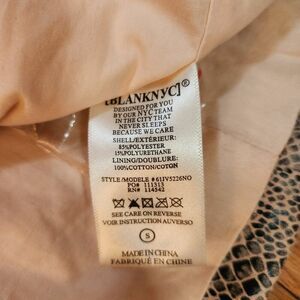 [BLANKNYC]®
DESIGNED FOR YOU
BY OUR NYC TEAM
IN THE CITY THAT
NEVER SLEEPS
BECAUSE WE CARE
SHELL/EXTÉRIEUR:
85%POLYESTER
15%POLYURETHANE
LINING/DOUBLURE:
100%COTTON/COTON
STYLE/MODELE #61IV5226NO
PO# 111313
RN# 114342
SEE CARE ON REVERSE
VOIR INSTRUCTION AUVERSO
S
MADE IN CHINA
FABRIQUÉ EN CHINE